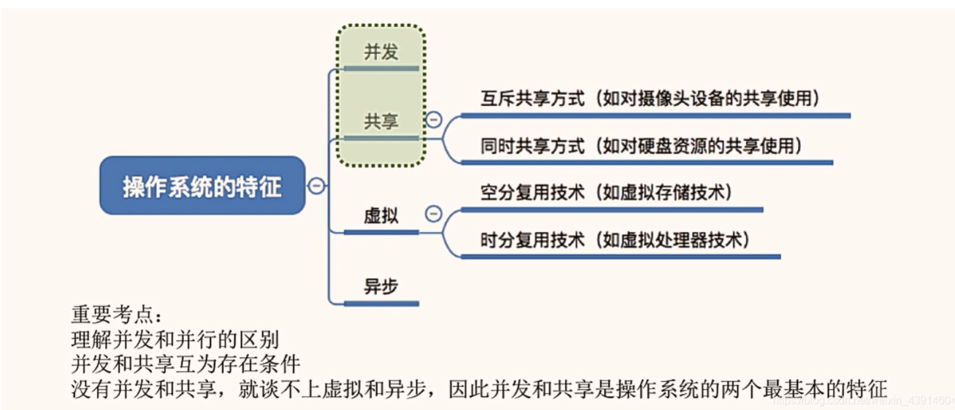 并发
共享
互斥共享方式（如对摄像头设备的共享使用）
同时共享方式（如对硬盘资源的共享使用）
操作系统的特征
虚拟
空分复用技术（如虚拟存储技术）
时分复用技术（如虚拟处理器技术）
异步
重要考点：
理解并发和并行的区别
并发和共享互为存在条件
没有并发和共享，就谈不上虚拟和异步，因此并发和共享是操作系统的两个最基本的特征